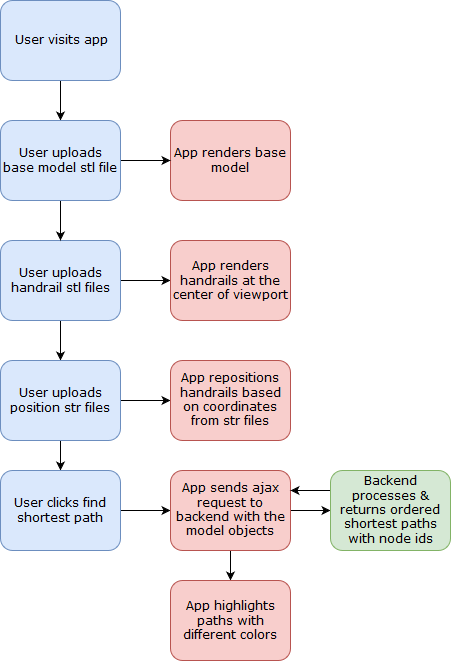 User visits app
User uploads
base model stl file
App renders base
model
User uploads
handrail stl files
App renders
handrails at the
center of viewport
User uploads
position str files
App repositions
handrails based
on coordinates
from str files
User clicks find
shortest path
App sends ajax
request to
backend with the
model objects
Backend
processes &
returns ordered
shortest paths
with node ids
App highlights
paths with
different colors